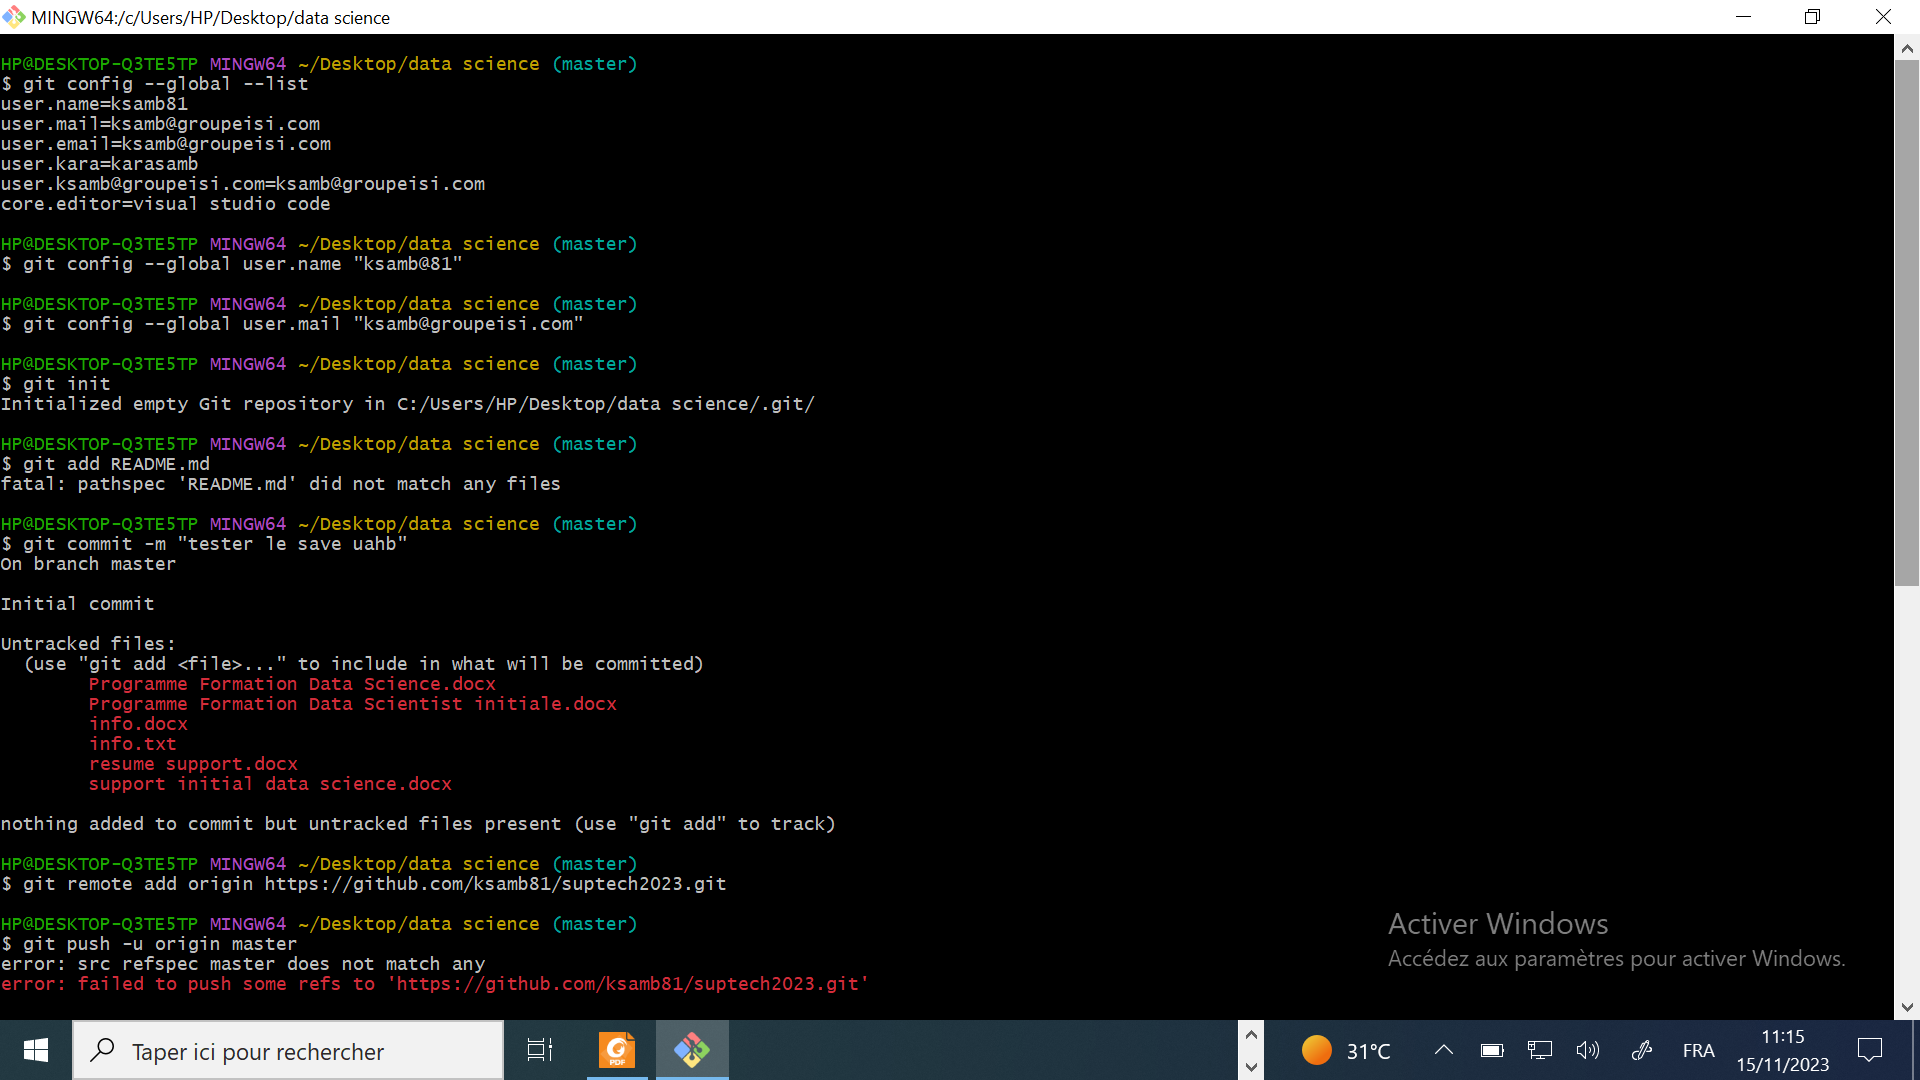 MINGW64:/c/Users/HP/Desktop/data science
HP@DESKTOP-Q3TE5TP MINGW64 ~/Desktop/data science (master)
$ git config --global --list
user.name=ksamb81
user.mail=ksamb@groupeisi.com
user.email=ksamb@groupeisi.com
user.kara=karasamb
user.ksamb@groupeisi.com=ksamb@groupeisi.com
core.editor=visual studio code
HP@DESKTOP-Q3TE5TP MINGW64 ~/Desktop/data science (master)
$ git config --global user.name "ksamb@81"
HP@DESKTOP-Q3TE5TP MINGW64 ~/Desktop/data science (master)
$ git config --global user.mail "ksamb@groupeisi.com"
HP@DESKTOP-Q3TE5TP MINGW64 ~/Desktop/data science (master)
$ git init
Initialized empty Git repository in C:/Users/HP/Desktop/data science/.git/
HP@DESKTOP-Q3TE5TP MINGW64 ~/Desktop/data science (master)
$ git add README.md
fatal: pathspec 'README.md' did not match any files
HP@DESKTOP-Q3TE5TP MINGW64 ~/Desktop/data science (master)
$ git commit -m "tester le save uahb"
On branch master
Initial commit
Untracked files:
  (use "git add <file>..." to include in what will be committed)
        Programme Formation Data Science.docx
        Programme Formation Data Scientist initiale.docx
        info.docx
        info.txt
        resume support.docx
        support initial data science.docx
nothing added to commit but untracked files present (use "git add" to track)
HP@DESKTOP-Q3TE5TP MINGW64 ~/Desktop/data science (master)
$ git remote add origin https://github.com/ksamb81/suptech2023.git
HP@DESKTOP-Q3TE5TP MINGW64 ~/Desktop/data science (master)
$ git push -u origin master
error: src refspec master does not match any
error: failed to push some refs to 'https://github.com/ksamb81/suptech2023.git'
Activer Windows
Accédez aux paramètres pour activer Windows.
Taper ici pour rechercher
PDF
31°C
FRA
11:15
15/11/2023